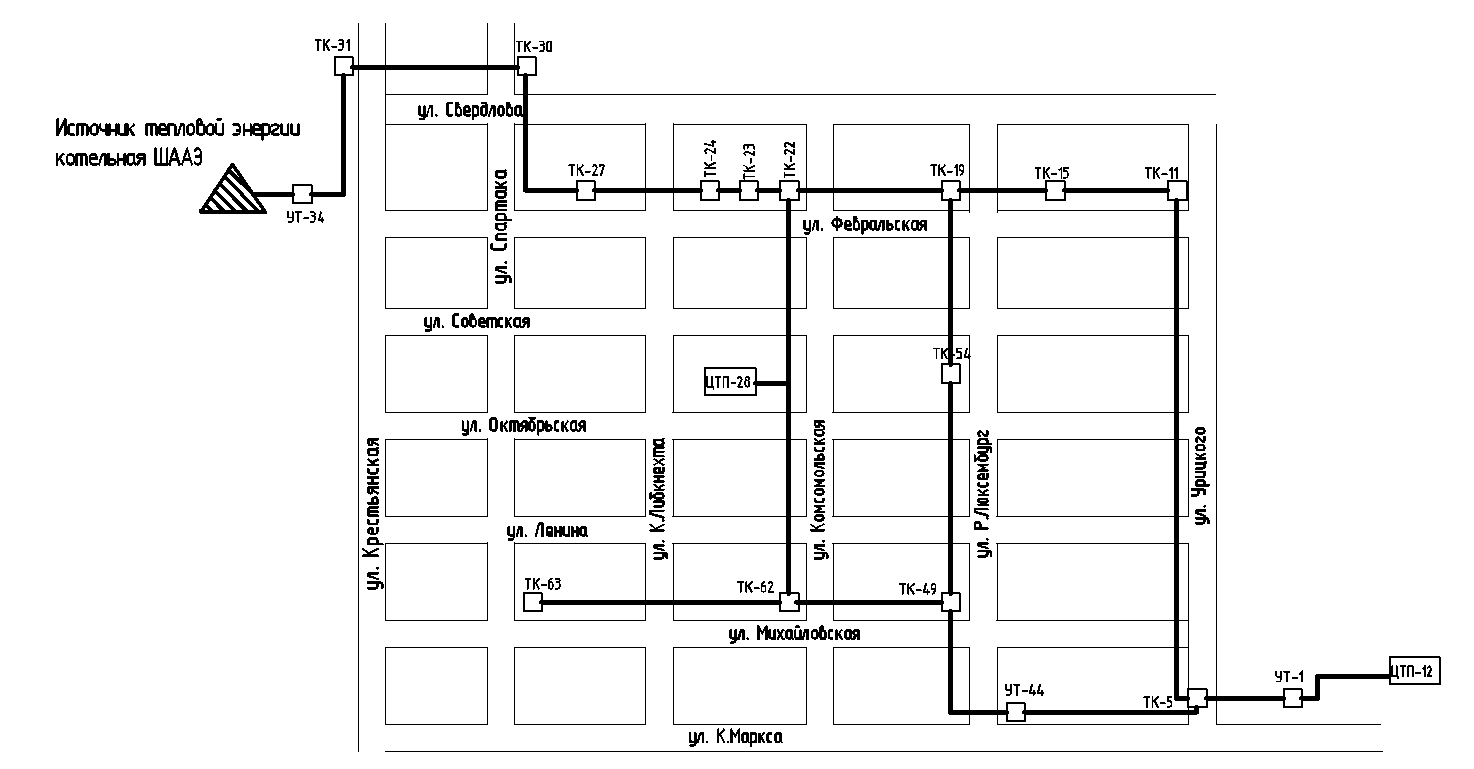 ТК-31
ТК-30
ул. Свердлова
Источник тепловой энергии
котельная ШААЭ
УТ-34
ТК-27
ТК-24
ТК-23
ТК-22
ТК-19
ТК-15
ТК-11
ул. Спартака
ул. Февральская
ул. Советская
ТК-54
ЦТП-28
ул. Октябрьская
ул. Крестьянская
ул. К.Либкнехта
ул. Комсомольская
ул. Р.Люксембург
ул. Урицкого
ул. Ленина
ТК-63
ТК-62
ТК-49
ул. Михайловская
УТ-44
ТК-5
УТ-1
ЦТП-12
ул. К.Маркса